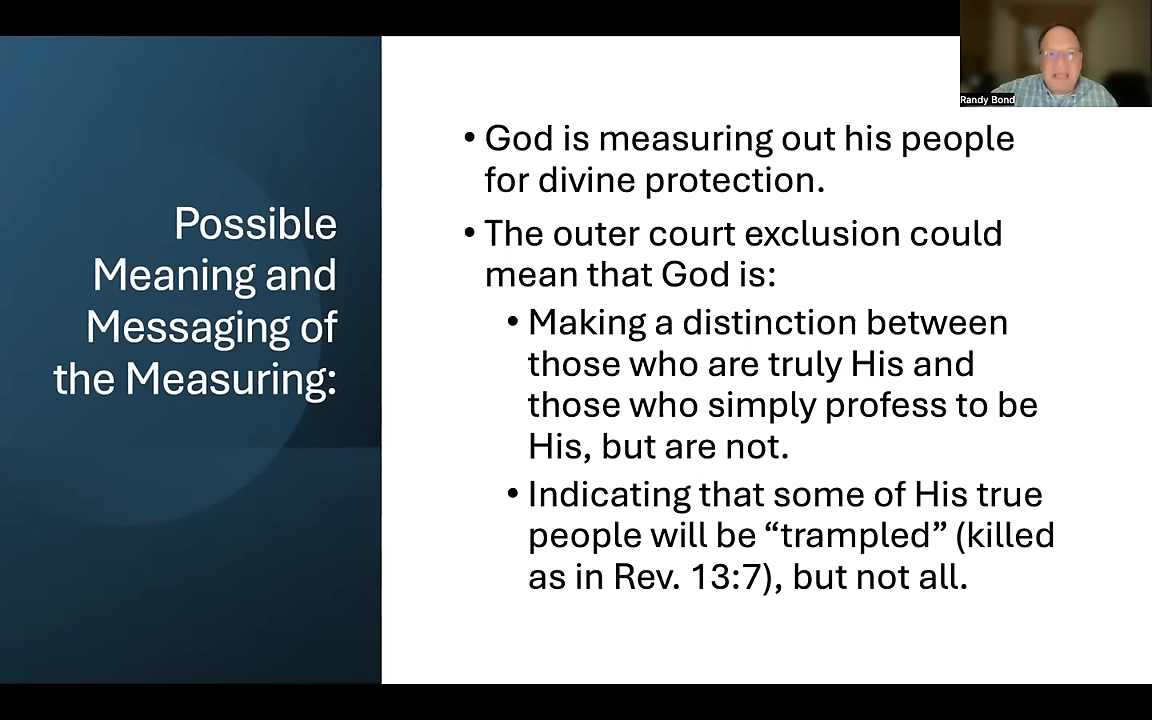 Randy Bond
Possible
Meaning and
Messaging of
the Measuring:
• God is measuring out his people
for divine protection.
• The outer court exclusion could
mean that God is:
• Making a distinction between
those who are truly His and
those who simply profess to be
His, but are not.
• Indicating that some of His true
people will be “trampled” (killed
as in Rev. 13:7), but not all.